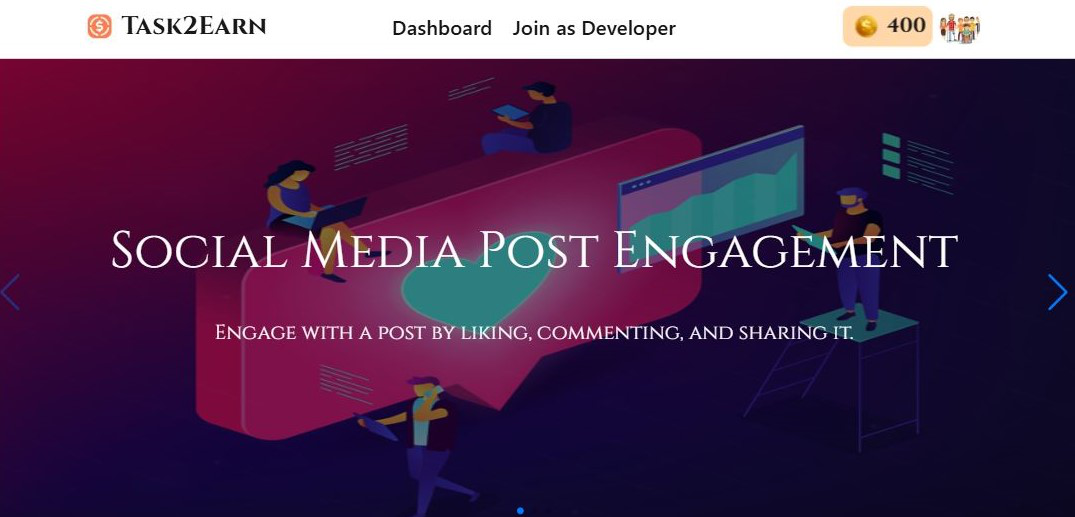 Task2Earn
Dashboard
Join as Developer
400
Social Media Post Engagement
Engage with a post by liking, commenting, and sharing it.